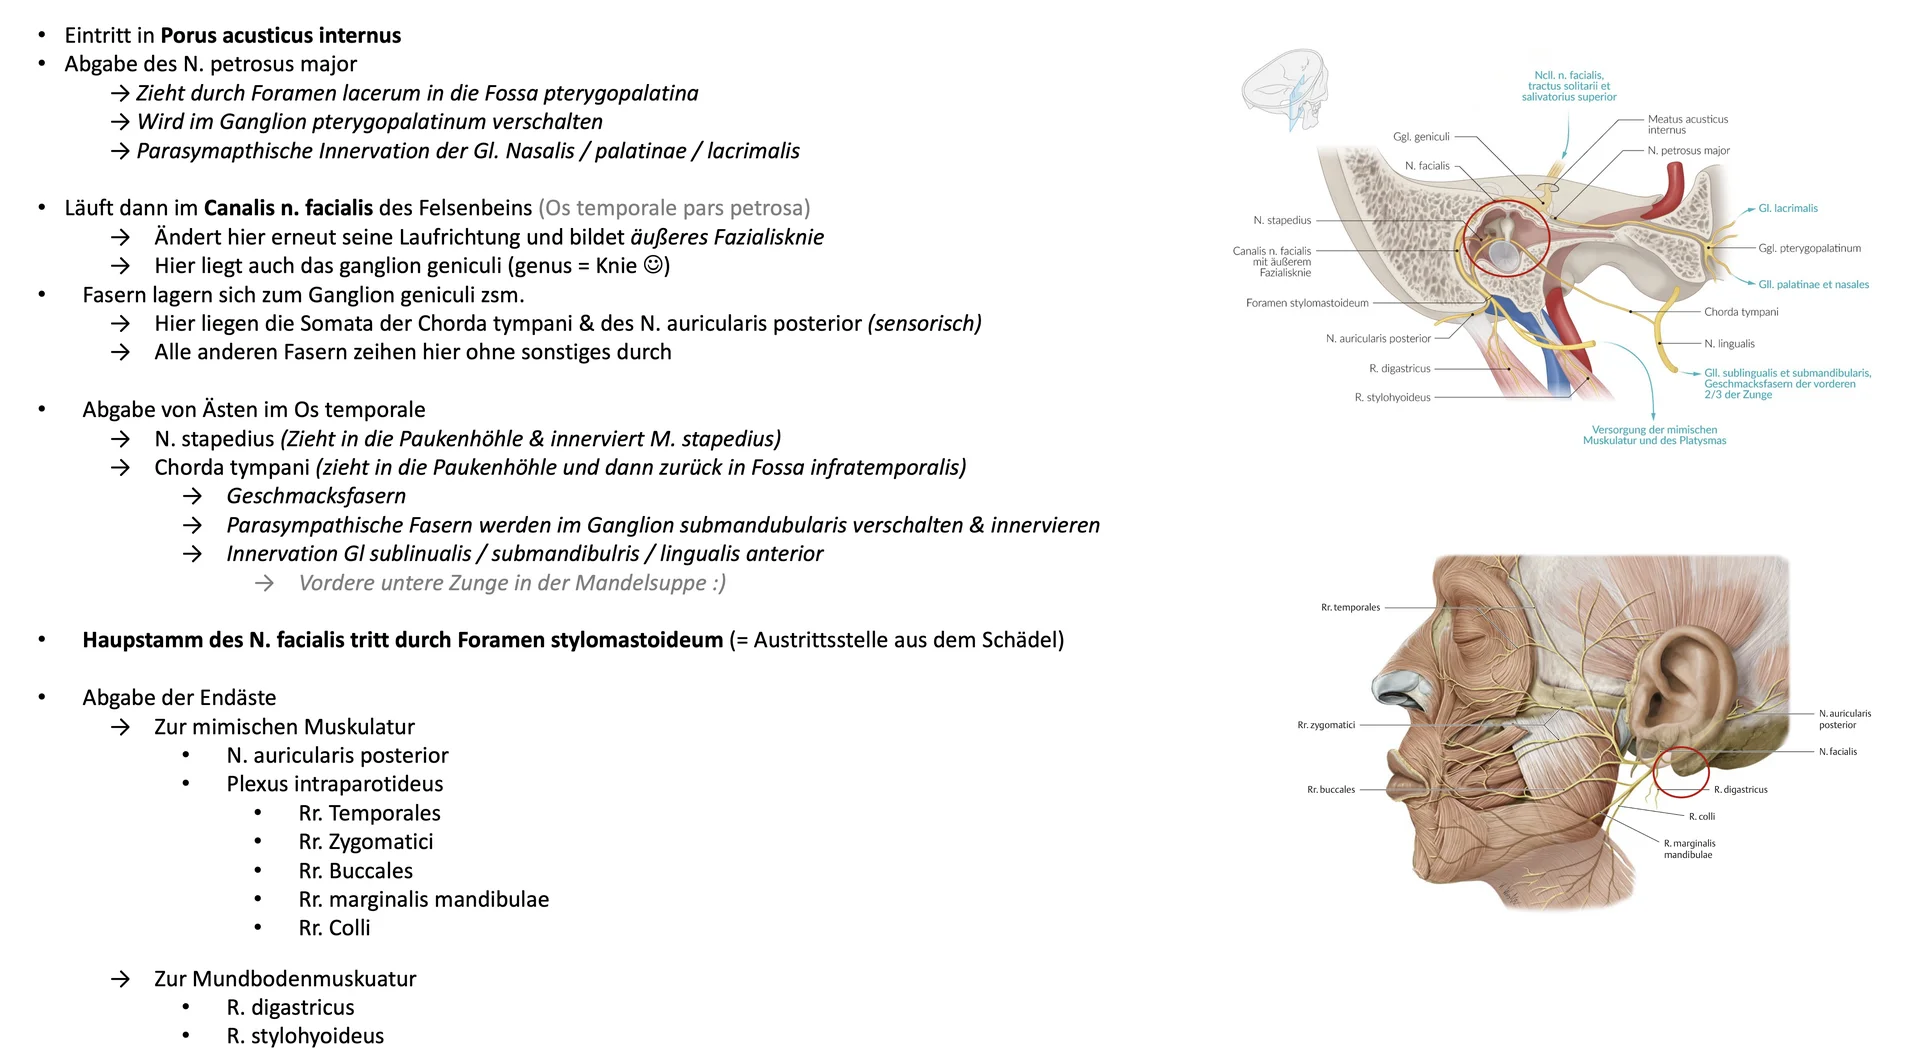 • Eintritt in Porus acusticus internus
• Abgabe des N. petrosus major
→ Zieht durch Foramen lacerum in die Fossa pterygopalatina
→ Wird im Ganglion pterygopalatinum verschalten
→ Parasymapthische Innervation der Gl. Nasalis / palatinae / lacrimalis
• Läuft dann im Canalis n. facialis des Felsenbeins (Os temporale pars petrosa)
→ Ändert hier erneut seine Laufrichtung und bildet äußeres Fazialisknie
→ Hier liegt auch das ganglion geniculi (genus = Knie ☺)
• Fasern lagern sich zum Ganglion geniculi zsm.
→ Hier liegen die Somata der Chorda tympani & des N. auricularis posterior (sensorisch)
→ Alle anderen Fasern zeihen hier ohne sonstiges durch
• Abgabe von Ästen im Os temporale
→ N. stapedius (Zieht in die Paukenhöhle & innerviert M. stapedius)
→ Chorda tympani (zieht in die Paukenhöhle und dann zurück in Fossa infratemporalis)
→ Geschmacksfasern
→ Parasympathische Fasern werden im Ganglion submandubularis verschalten & innervieren
→ Innervation Gl sublinualis / submandibulris / lingualis anterior
→ Vordere untere Zunge in der Mandelsuppe :)
• Haupstamm des N. facialis tritt durch Foramen stylomastoideum (= Austrittsstelle aus dem Schädel)
• Abgabe der Endäste
→ Zur mimischen Muskulatur
• N. auricularis posterior
• Plexus intraparotideus
• Rr. Temporales
• Rr. Zygomatici
• Rr. Buccales
• Rr. marginalis mandibulae
• Rr. Colli
→ Zur Mundbodenmuskuatur
• R. digastricus
• R. stylohyoideus
Ncll. n. facialis,
tractus solitarii et
salivatorius superior
Meatus acusticus
internus
Ggl. geniculi
N. petrosus major
N. facialis
Gl. lacrimalis
N. stapedius
Ggl. pterygopalatinum
Canalis n. facialis
mit äußerem
Fazialisknie
Gll. palatinae et nasales
Foramen stylomastoideum
Chorda tympani
N. auricularis posterior
N. lingualis
R. digastricus
Gll. sublingualis et submandibularis,
Geschmacksfasern der vorderen
2/3 der Zunge
R. stylohyoideus
Versorgung der mimischen
Muskulatur und des Platysmas
Rr. temporales
N. auricularis
posterior
Rr. zygomatici
N. facialis
Rr. buccales
R. digastricus
R. colli
R. marginalis
mandibulae